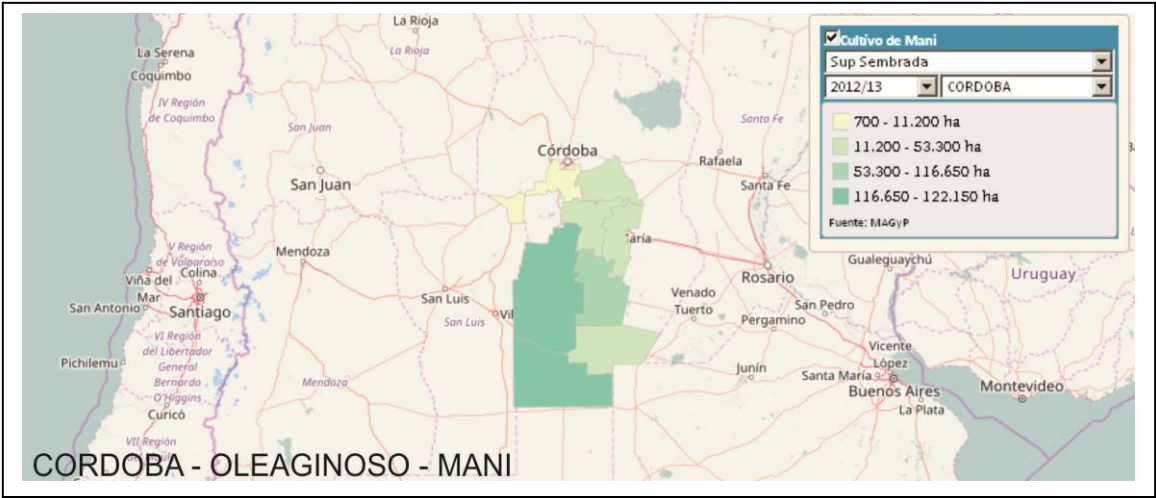 La Rioja
La Rioja
La Serena
Coquimbo
IV Región
de Coquimbo
San Juan
San Juan
Córdoba
Rafaela
Santa Fe
Santa Fe
Cultivo de Mani
Sup Sembrada
2012/13 CORDOBA
700 - 11.200 ha
11.200 - 53.300 ha
53.300 - 116.650 ha
116.650 - 122.150 ha
Fuente: MAGyP
V Región
de Valparaíso
Viña del
Mar
Colina
San Antonio
Santiago
Mendoza
San Luis
San Luis
Vil
aría
Rosario
Gualeguaychú
Uruguay
Venado
Tuerto
San Pedro
Pergamino
VI Región
del Libertador
General
Bernardo
O'Higgins
Pichilemu
Mendoza
Curicó
Junín
Vicente
López
Santa María
Buenos Aires
La Plata
Montevideo
VII Región
CORDOBA - OLEAGINOSO - MANI